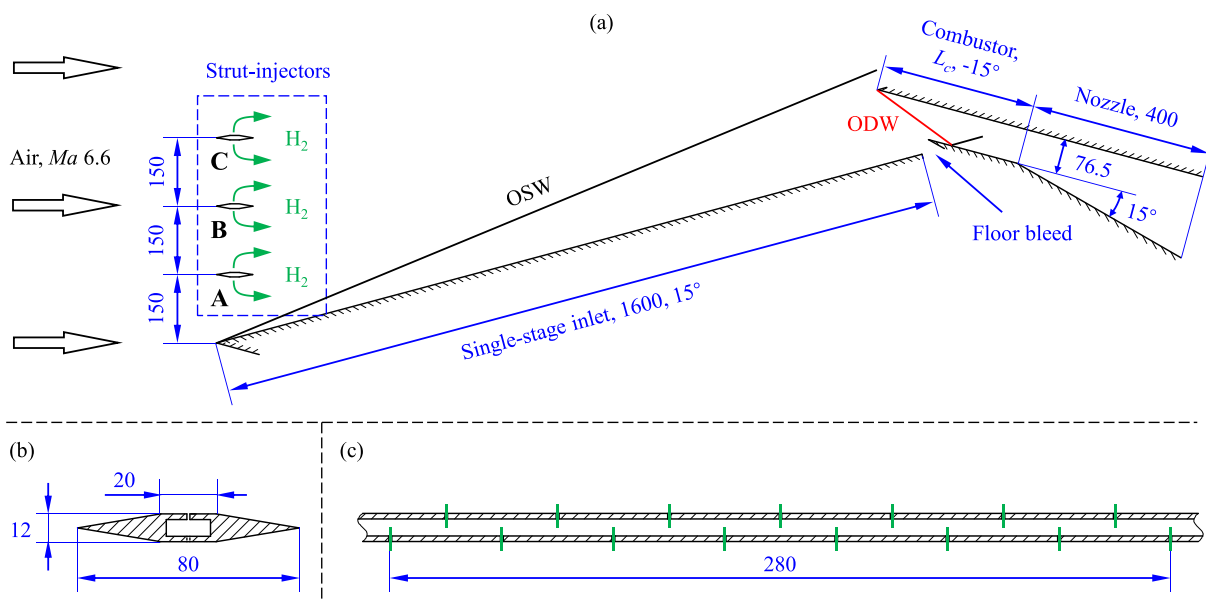 (a)
Combustor,
L_c, -15°
Nozzle, 400
Strut-injectors
H₂
ODW
Air, Ma 6.6
C
150
H₂
76.5
B
OSW
15°
150
H₂
Floor bleed
A
150
Single-stage inlet, 1600, 15°
(b)
(c)
20
12
80
280